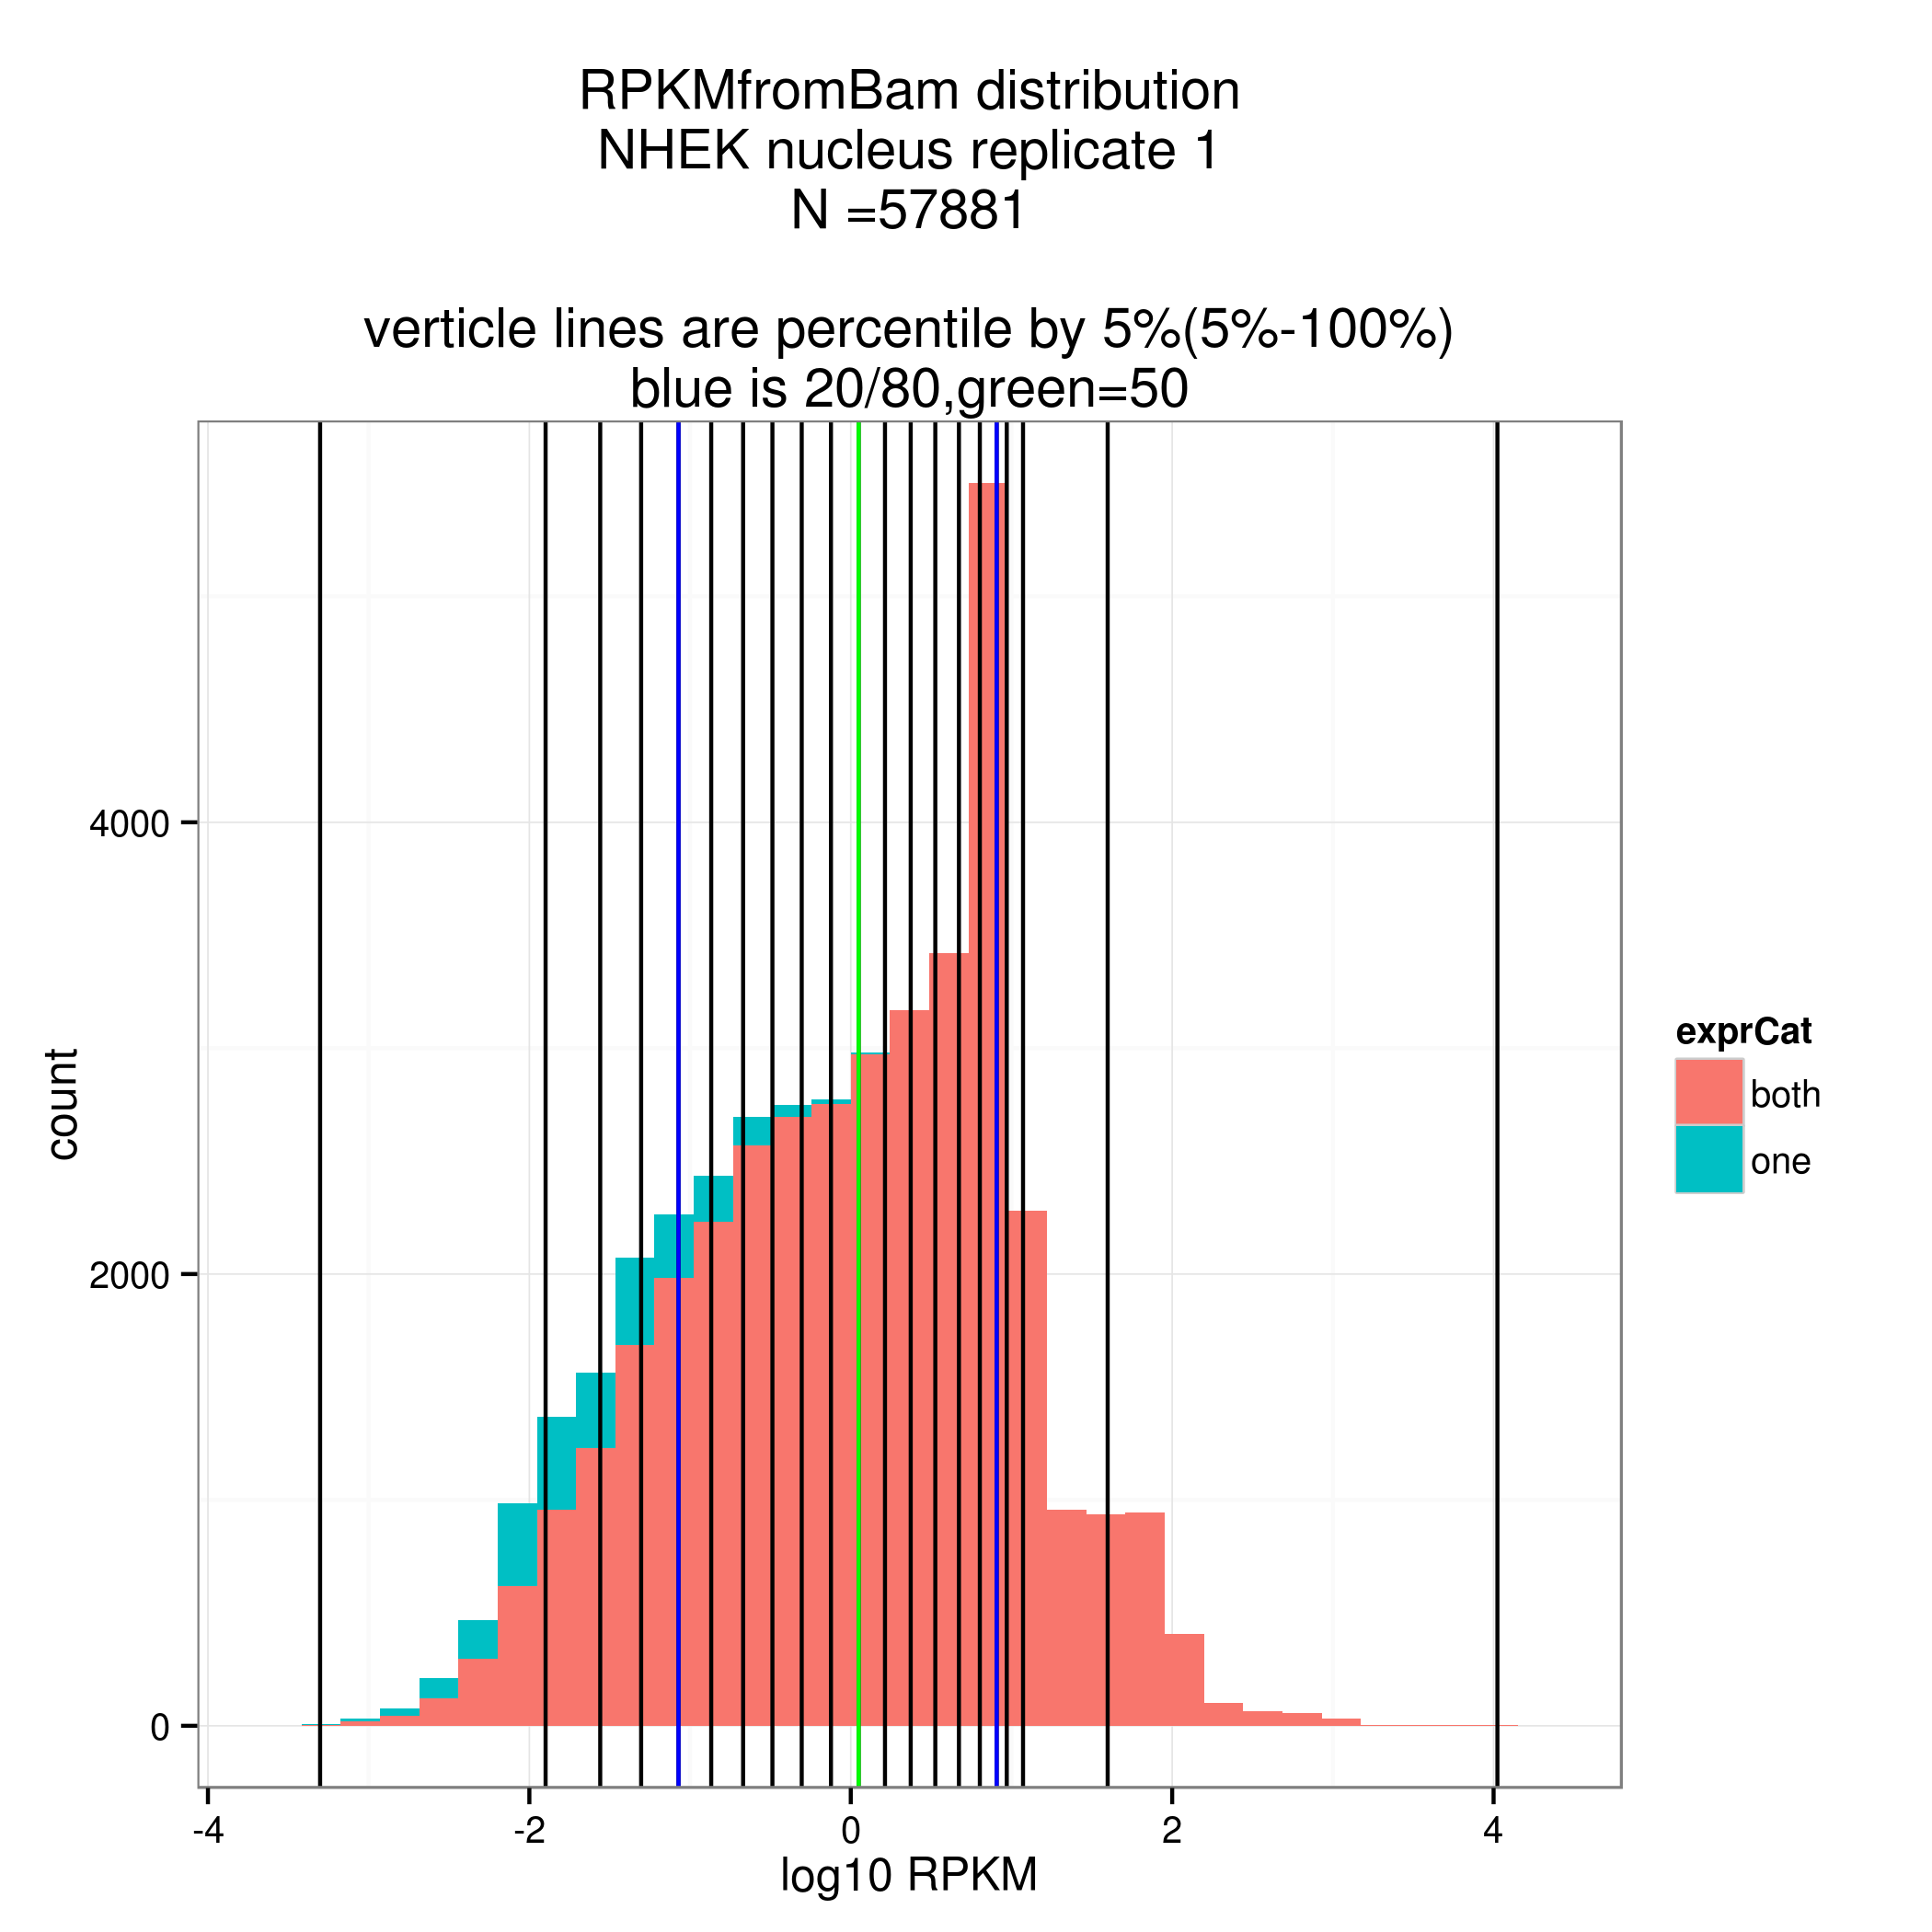 RPKMfromBam distribution
NHEK nucleus replicate 1
N =57881
verticle lines are percentile by 5%(5%-100%)
blue is 20/80,green=50
count
4000
2000
0
-4
-2
0
2
4
log10 RPKM
exprCat
both
one